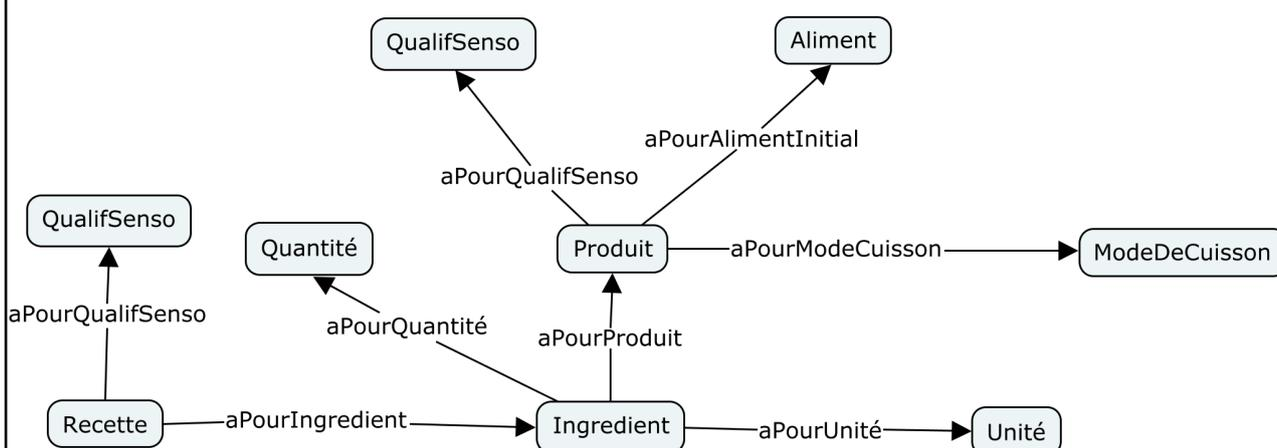 QualifSenso
Aliment
aPourAlimentInitial
aPourQualifSenso
QualifSenso
Quantité
Produit
aPourModeCuisson
ModeDeCuisson
aPourQualifSenso
aPourQuantité
aPourProduit
Recette
aPourIngredient
Ingredient
aPourUnité
Unité